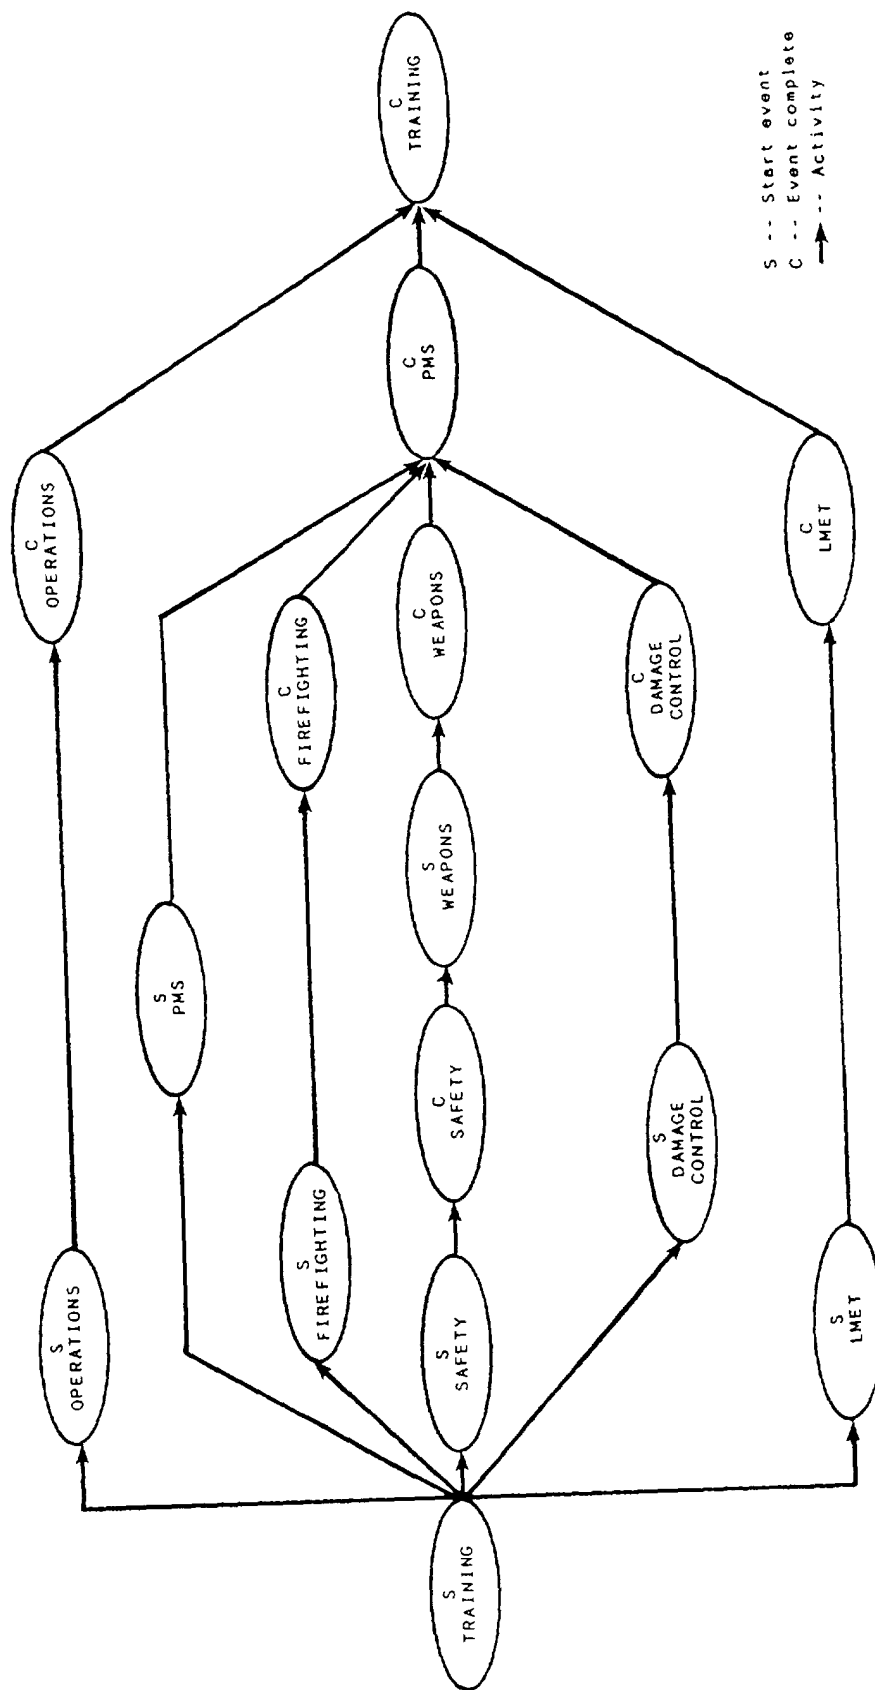 S
TRAINING
S
OPERATIONS
C
OPERATIONS
S
PMS
S
FIREFIGHTING
C
FIREFIGHTING
S
SAFETY
C
SAFETY
S
WEAPONS
C
WEAPONS
C
PMS
C
TRAINING
S
DAMAGE
CONTROL
C
DAMAGE
CONTROL
S
LMET
C
LMET
S -- Start event
C -- Event complete
-- Activity